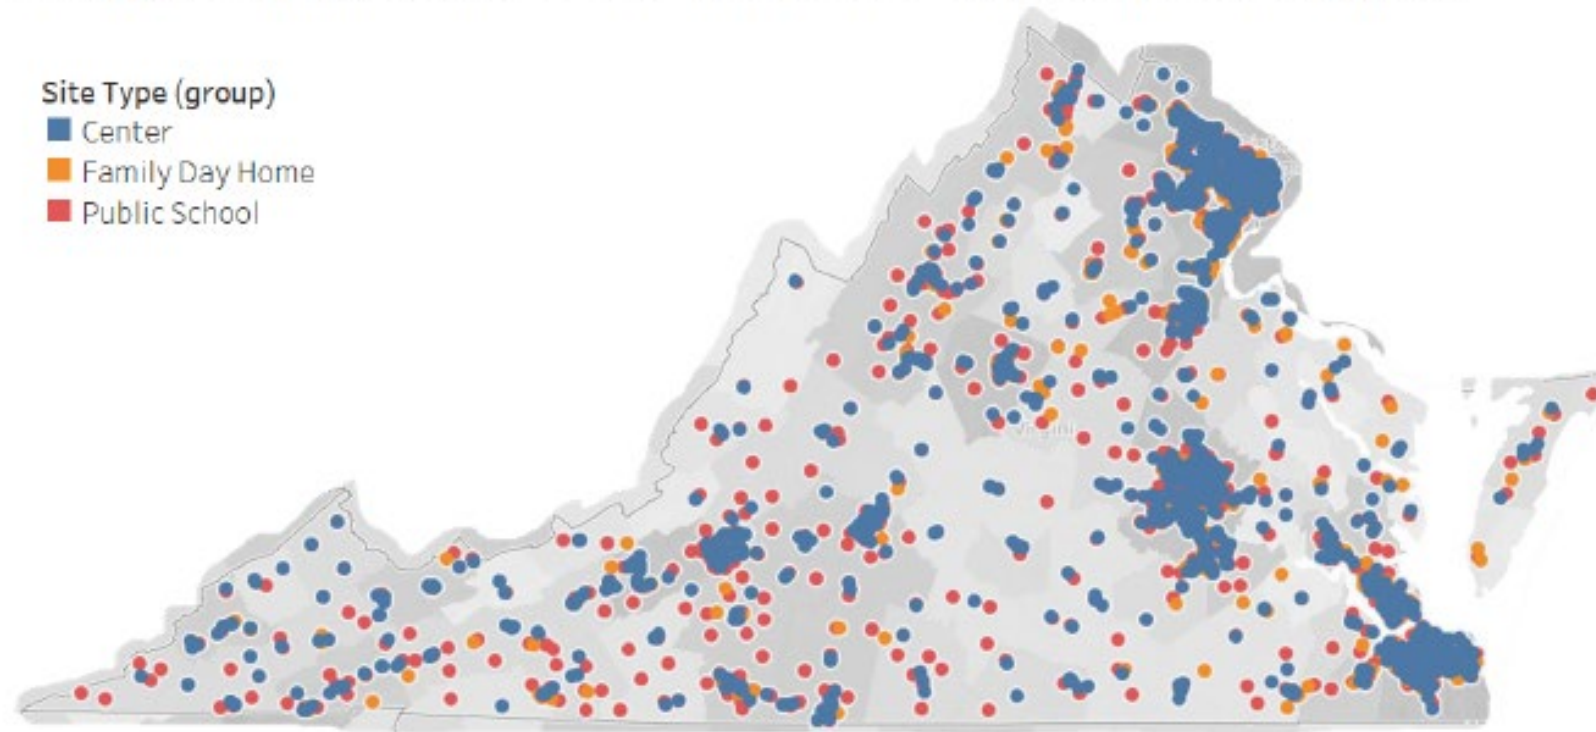 Site Type (group)
Center
Family Day Home
Public School